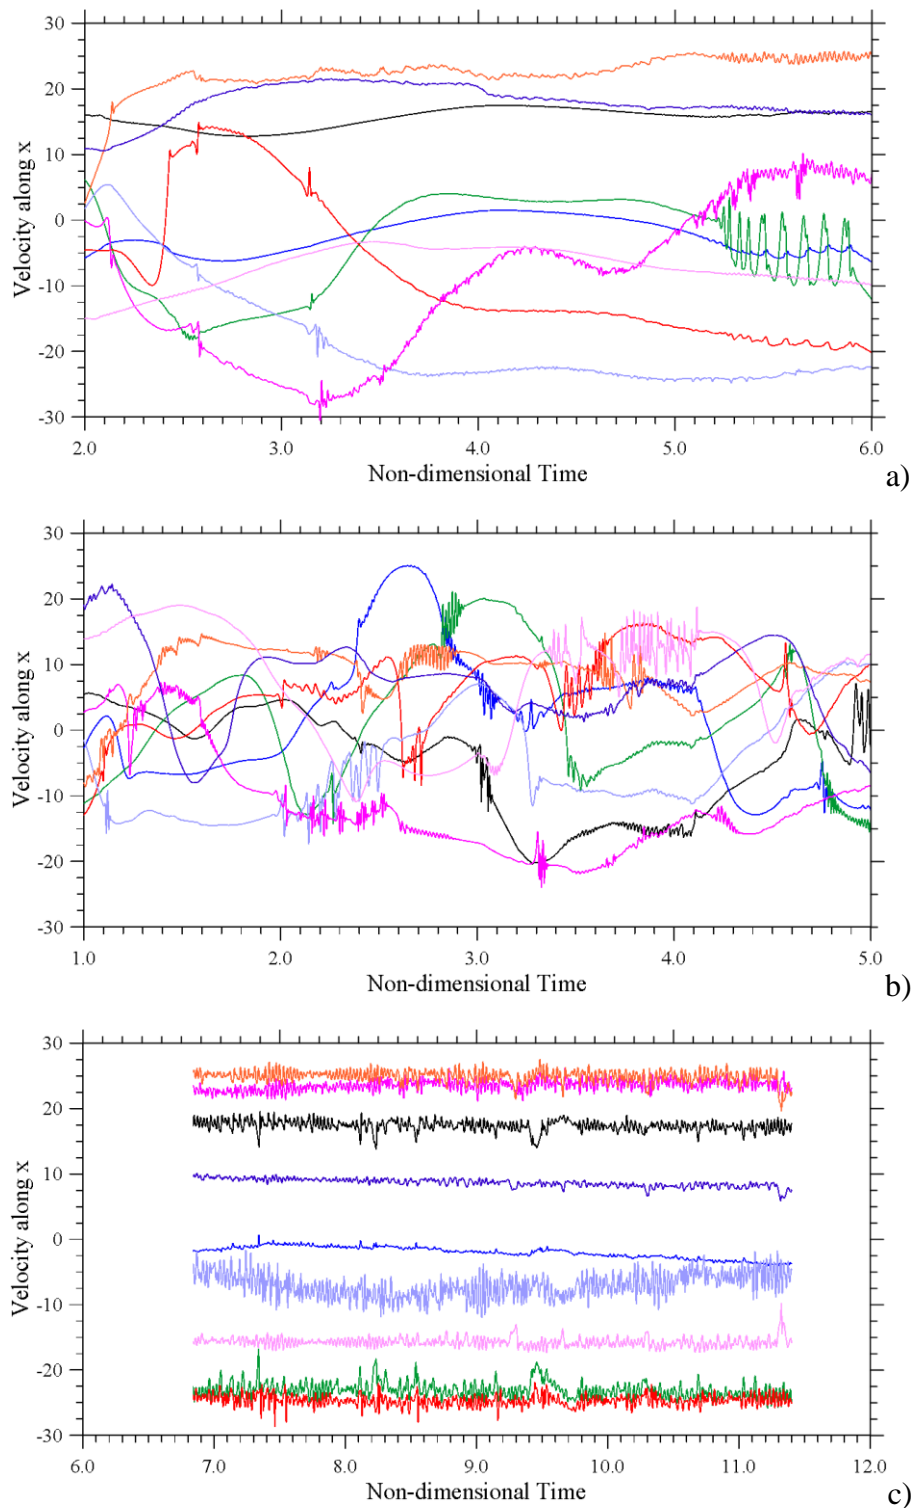 30
20
10
0
-10
-20
-30
Velocity along x
2.0 3.0 4.0 5.0 6.0
Non-dimensional Time
a)
30
20
10
0
-10
-20
-30
Velocity along x
1.0 2.0 3.0 4.0 5.0
Non-dimensional Time
b)
30
20
10
0
-10
-20
-30
Velocity along x
6.0 7.0 8.0 9.0 10.0 11.0 12.0
Non-dimensional Time
c)